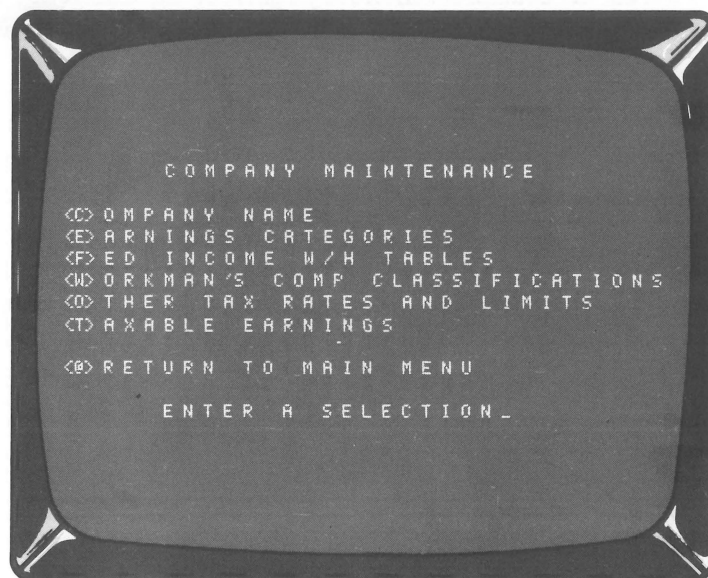 COMPANY MAINTENANCE
<C>OMPANY NAME
<E>ARNINGS CATEGORIES
<F>ED INCOME W/H TABLES
<W>ORKMAN'S COMP CLASSIFICATIONS
<O>THER TAX RATES AND LIMITS
<T>AXABLE EARNINGS
<@>RETURN TO MAIN MENU
ENTER A SELECTION_